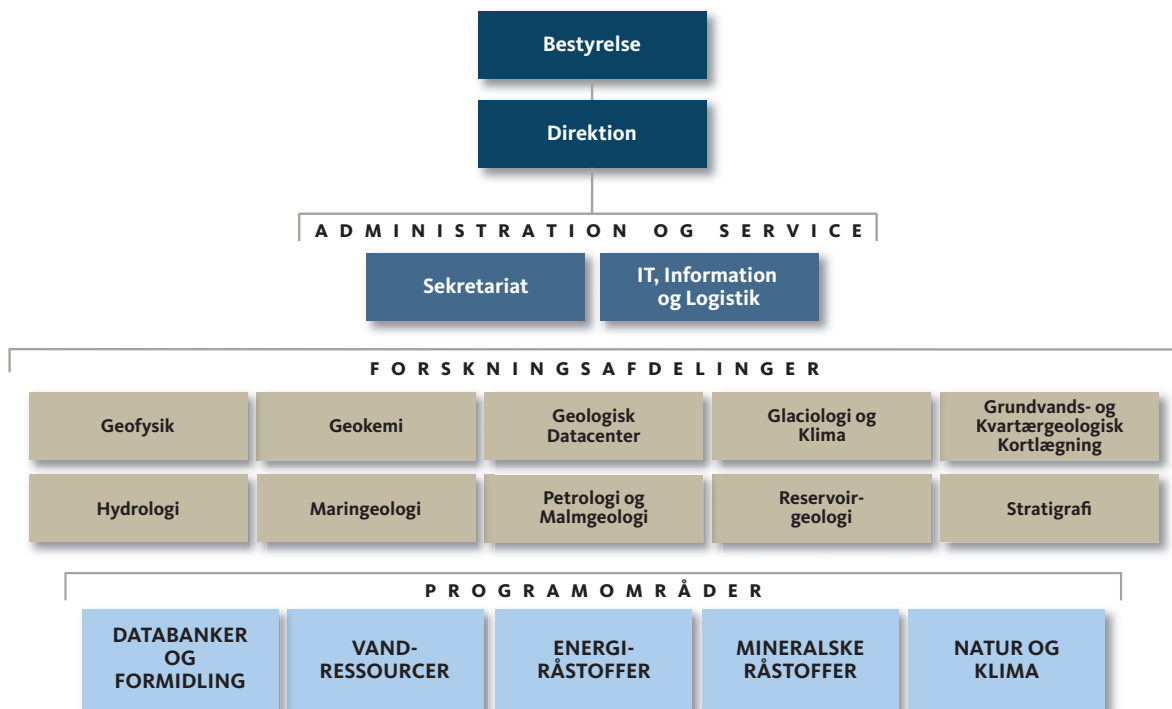 Bestyrelse
Direktion
ADMINISTRATION OG SERVICE
Sekretariat
IT, Information
og Logistik
FORSKNINGSAFDELINGER
Geofysik
Geokemi
Geologisk
Datacenter
Glaciologi og
Klima
Grundvands- og
Kvartærgeologisk
Kortlægning
Hydrologi
Maringeologi
Petrologi og
Malmgeologi
Reservoir-
geologi
Stratigrafi
PROGRAMOMRÅDER
DATABANKER
OG
FORMIDLING
VAND-
RESSOURCER
ENERGI-
RÅSTOFFER
MINERALSKE
RÅSTOFFER
NATUR OG
KLIMA